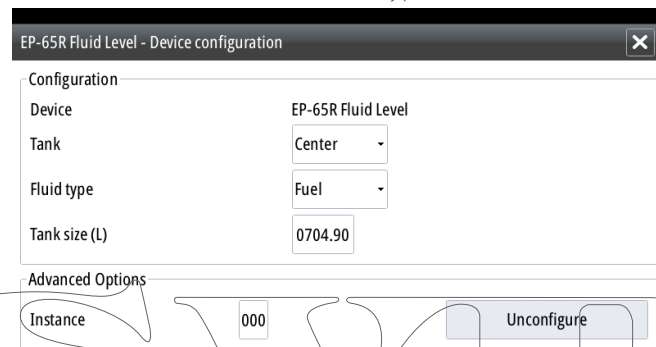 EP-65R Fluid Level - Device configuration
Configuration
Device EP-65R Fluid Level
Tank Center
Fluid type Fuel
Tank size (L) 0704.90
Advanced Options
Instance 000 Unconfigure